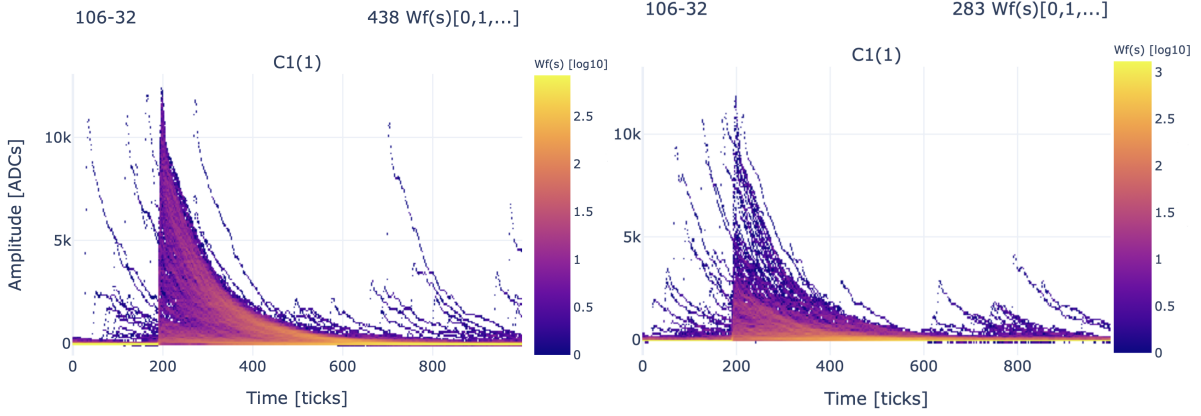 106-32 438 Wf(s)[0,1,...]
C1(1)
Wf(s) [log10]
Amplitude [ADCs]
10k
5k
0
0 200 400 600 800
Time [ticks]
2.5
2
1.5
1
0.5
0
106-32 283 Wf(s)[0,1,...]
C1(1)
Wf(s) [log10]
10k
5k
0
0 200 400 600 800
Time [ticks]
3
2.5
2
1.5
1
0.5
0